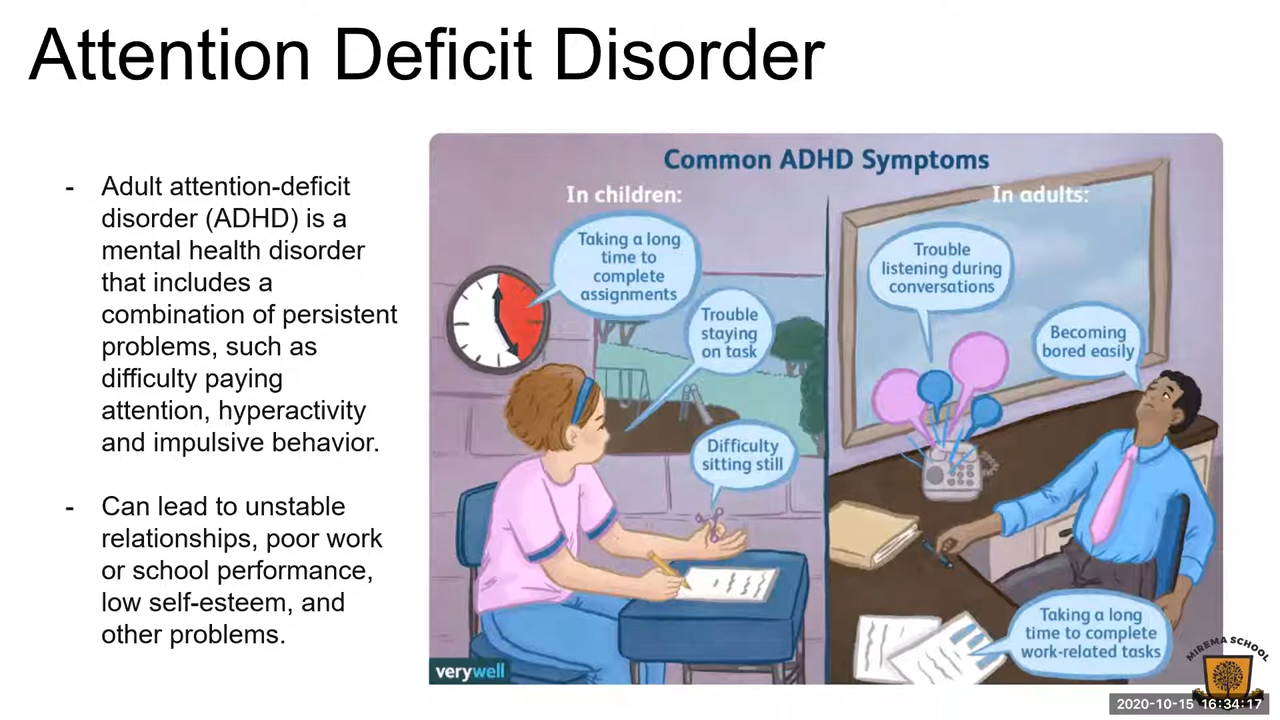 Attention Deficit Disorder
- Adult attention-deficit
disorder (ADHD) is a
mental health disorder
that includes a
combination of persistent
problems, such as
difficulty paying
attention, hyperactivity
and impulsive behavior.
- Can lead to unstable
relationships, poor work
or school performance,
low self-esteem, and
other problems.
Common ADHD Symptoms
In children:
Taking a long
time to
complete
assignments
Trouble
staying
on task
Difficulty
sitting still
In adults:
Trouble
listening during
conversations
Becoming
bored easily
Taking a long
time to complete
work-related tasks
verywell
MIREMA SCHOOL
2020-10-15 16:34:17